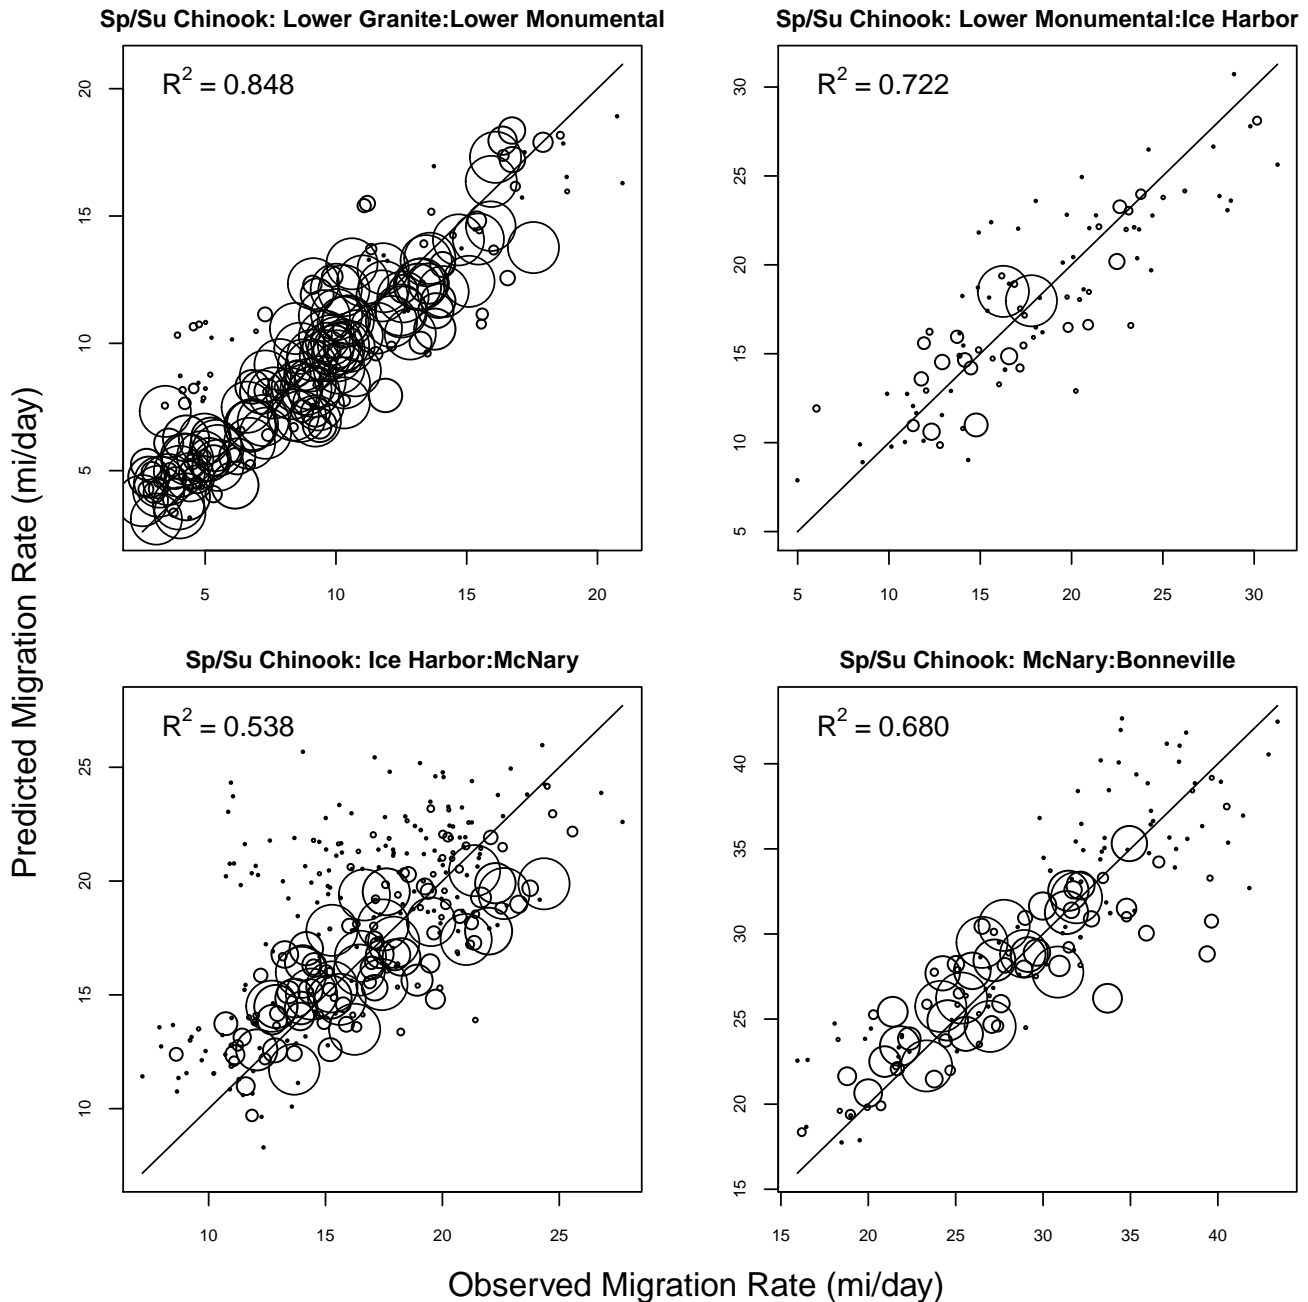 Sp/Su Chinook: Lower Granite:Lower Monumental
R² = 0.848
20
15
10
5
5 10 15 20
Sp/Su Chinook: Lower Monumental:Ice Harbor
R² = 0.722
30
25
20
15
10
5
5 10 15 20 25 30
Predicted Migration Rate (mi/day)
Sp/Su Chinook: Ice Harbor:McNary
R² = 0.538
25
20
15
10
10 15 20 25
Sp/Su Chinook: McNary:Bonneville
R² = 0.680
40
35
30
25
20
15
15 20 25 30 35 40
Observed Migration Rate (mi/day)